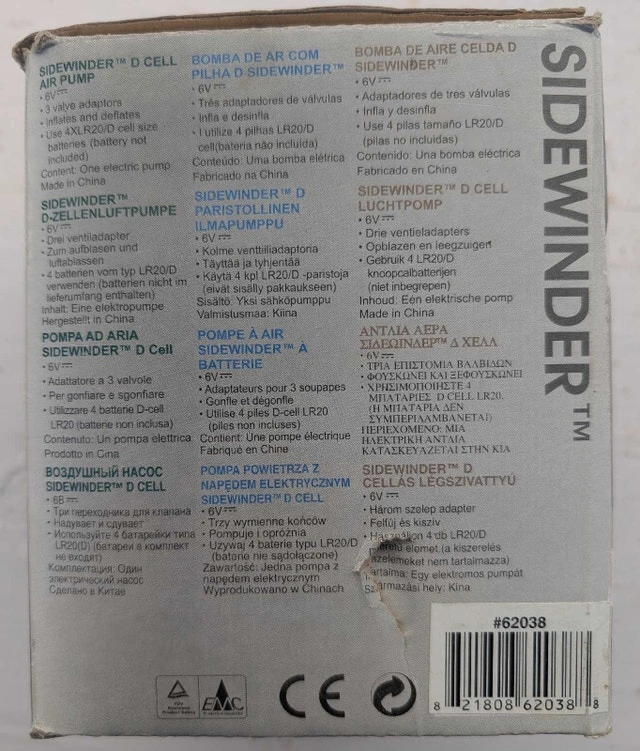 SIDEWINDER™ D CELL
AIR PUMP
• 6V
• 3 valve adaptors
• Inflates and deflates
• Use 4XLR20/D cell size
batteries (battery not
included)
Content: One electric pump
Made in China
BOMBA DE AR COM
PILHA D SIDEWINDER™
• 6V
• Três adaptadores de válvulas
• Infla e desinfla
• I utilize 4 pilhas LR20/D
cell(bateria não incluída)
Conteúdo: Uma bomba elétrica
Fabricado na China
BOMBA DE AIRE CELDA D
SIDEWINDER™
• 6V
• Adaptadores de tres válvulas
• Infla y desinfla
• Use 4 pilas tamaño LR20/D
(pilas no incluidas)
Contenido: Una bomba eléctrica
Fabricado en China
SIDEWINDER™
SIDEWINDER™
D-ZELLENLUFTPUMPE
• 6V
• Drei ventiladapter
• Zum aufblasen und
luftablassen
• 4 batterien vom typ LR20/D
verwenden (batterien nicht im
lieferumfang enthalten)
Inhalt: Eine elektropumpe
Hergestellt in China
SIDEWINDER™ D
PARISTOLLINEN
ILMAPUMPPU
• 6V
• Kolme venttiiliadaptoria
• Täyttää ja tyhjentää
• Käytä 4 kpl LR20/D -paristoja
(eivät sisälly pakkaukseen)
Sisältö: Yksi sähköpumppu
Valmistusmaa: Kiina
SIDEWINDER™ D CELL
LUCHTPOMP
• 6V
• Drie ventieladapters
• Opblazen en leegzuigen
• Gebruik 4 LR20/D
knoopcalbatterijen
(niet inbegrepen)
Inhoud: Eén elektrische pomp
Made in China
POMPA AD ARIA
SIDEWINDER™ D Cell
• 6V
• Adattatore a 3 valvole
• Per gonfiare e sgonfiare
• Utilizzare 4 batterie D-cell
LR20 (batterie non inclusa)
Contenuto: Un pompa elettrica
Prodotto in Cina
POMPE À AIR
SIDEWINDER™ À
BATTERIE
• 6V
• Adaptateurs pour 3 soupapes
• Gonfle et dégonfle
• Utilise 4 piles D-cell LR20
(piles non incluses)
Contient: Une pompe électrique
Fabriqué en Chine
ΑΝΤΛΙΑ ΑΕΡΑ
ΣΙΔΕΩΙΝΔΕΡ™ Δ ΧΕΛΛ
• 6V
• ΤΡΙΑ ΕΠΙΣΤΟΜΙΑ ΒΑΛΒΙΔΩΝ
• ΦΟΥΣΚΩΝΕΙ ΚΑΙ ΞΕΦΟΥΣΚΩΝΕΙ
• ΧΡΗΣΙΜΟΠΟΙΗΣΤΕ 4
ΜΠΑΤΑΡΙΕΣ D CELL LR20.
(Η ΜΠΑΤΑΡΙΑ ΔΕΝ
ΣΥΜΠΕΡΙΛΑΜΒΑΝΕΤΑΙ)
ΠΕΡΙΕΧΟΜΕΝΟ: ΜΙΑ
ΗΛΕΚΤΡΙΚΗ ΑΝΤΛΙΑ
ΚΑΤΑΣΚΕΥΑΖΕΤΑΙ ΣΤΗΝ ΚΙΑ
ВОЗДУШНЫЙ НАСОС
SIDEWINDER™ D CELL
• 6В
• Три переходника для клапана
• Надувает и сдувает
• Используйте 4 батарейки типа
LR20(D) (батареи в комплект
не входят)
Комплектация: Один
электрический насос
Сделано в Китае
POMPA POWIETRZA Z
NAPĘDEM ELEKTRYCZNYM
SIDEWINDER™ D CELL
• 6V
• Trzy wymienne końców
• Pompuje i opróżnia
• Używaj 4 baterie typu LR20/D
(baterie nie są dołączone)
Zawartość: Jedna pompa z
napędem elektrycznym
Wyprodukowano w Chinach
SIDEWINDER™ D
CELLÁS LÉGSZIVATTYÚ
• 6V
• Három szelep adapter
• Felfúj és kiszív
• Használjon 4 db LR20/D
elemet (a kiszerelés
elemeket nem tartalmazza)
Tartalma: Egy elektromos pumpát
Származási hely: Kína
EMC
CE
#62038
8 21808 62038 8